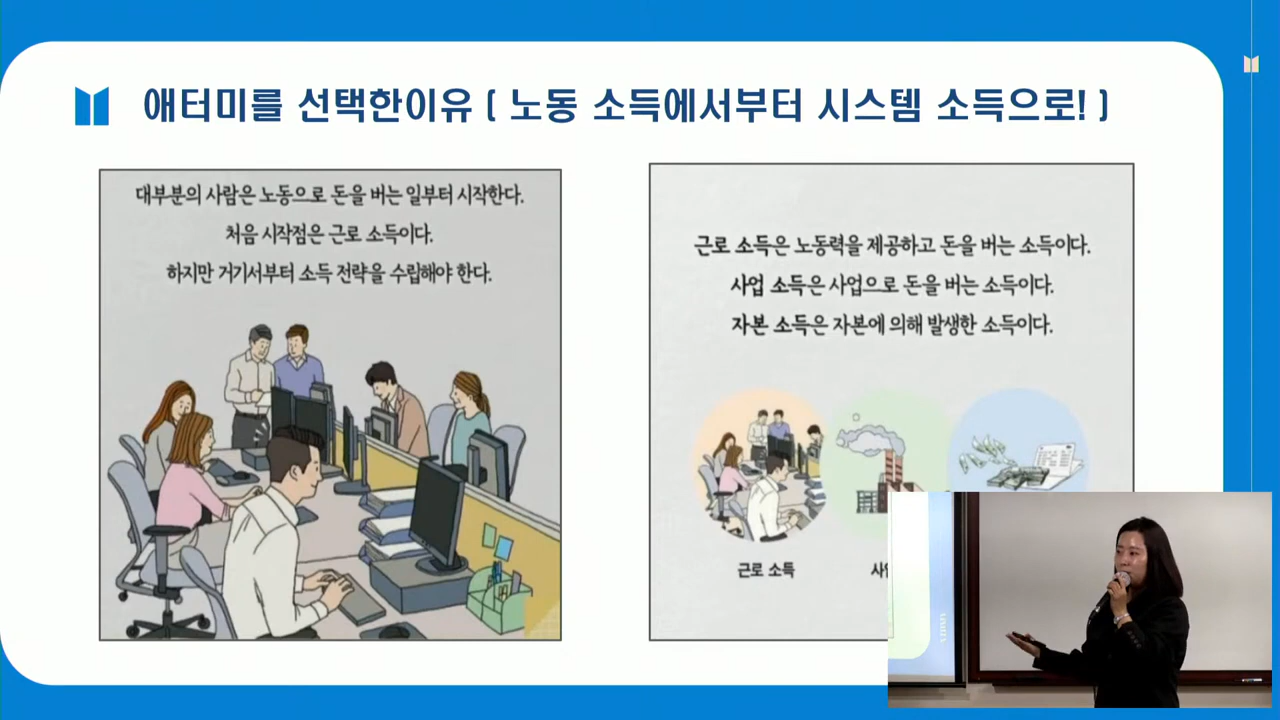 애터미를 선택한이유 ( 노동 소득에서부터 시스템 소득으로! )
대부분의 사람은 노동으로 돈을 버는 일부터 시작한다.
처음 시작점은 근로 소득이다.
하지만 거기서부터 소득 전략을 수립해야 한다.
근로 소득은 노동력을 제공하고 돈을 버는 소득이다.
사업 소득은 사업으로 돈을 버는 소득이다.
자본 소득은 자본에 의해 발생한 소득이다.
근로 소득